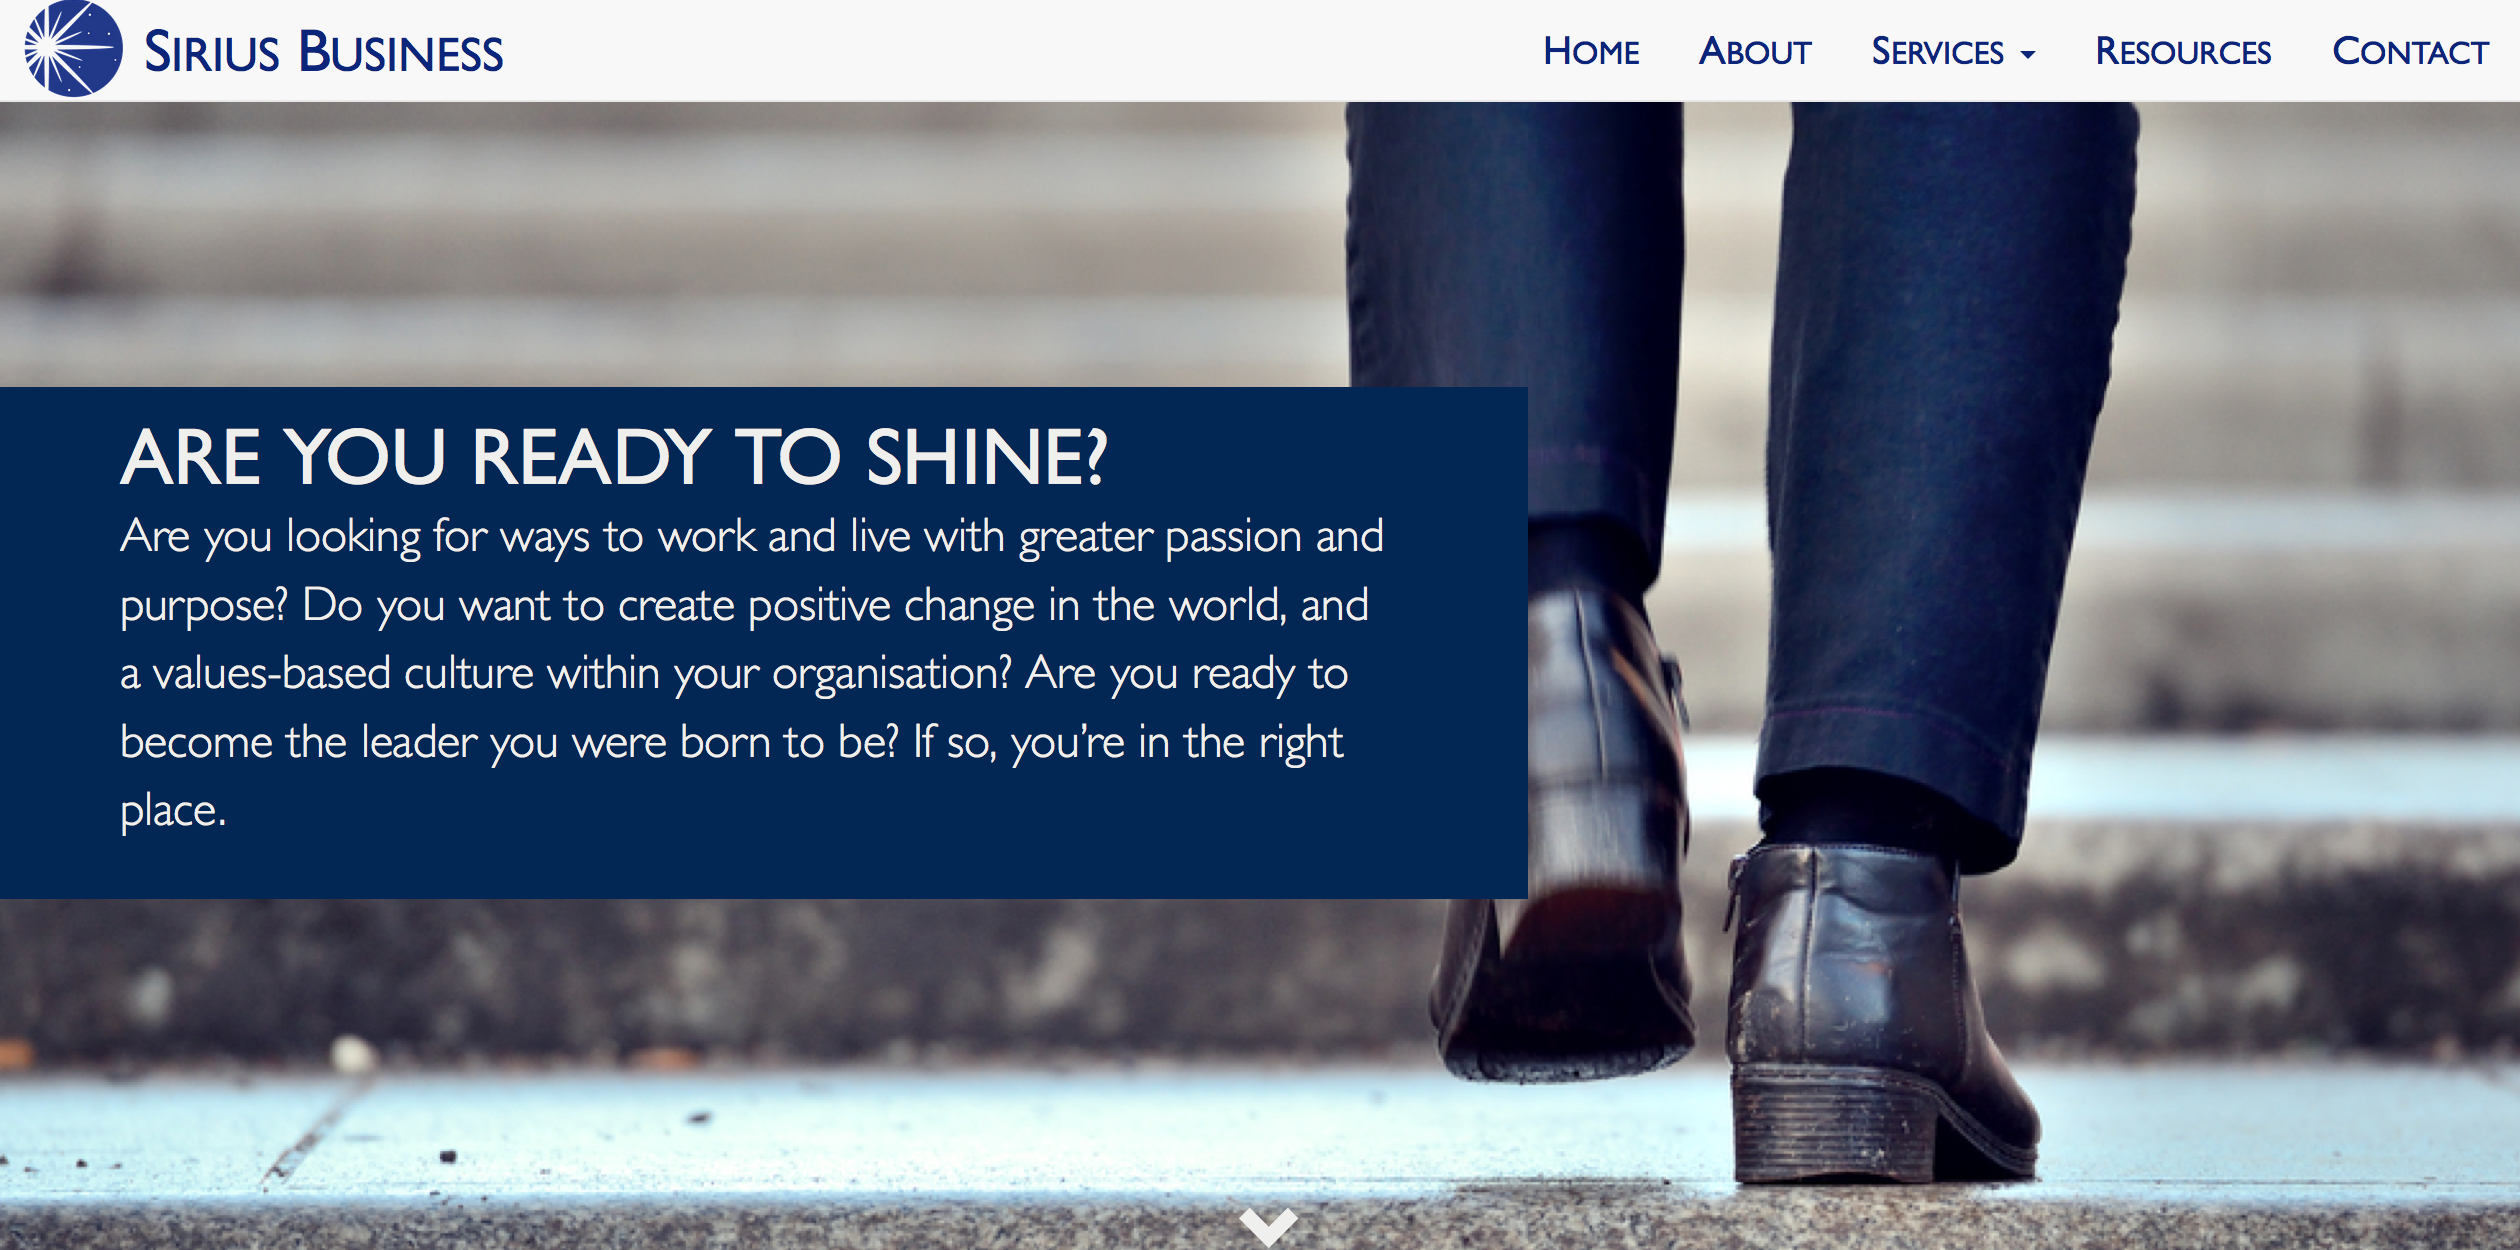 Sirius Business
Home
About
Services
Resources
Contact
ARE YOU READY TO SHINE?
Are you looking for ways to work and live with greater passion and
purpose? Do you want to create positive change in the world, and
a values-based culture within your organisation? Are you ready to
become the leader you were born to be? If so, you’re in the right
place.